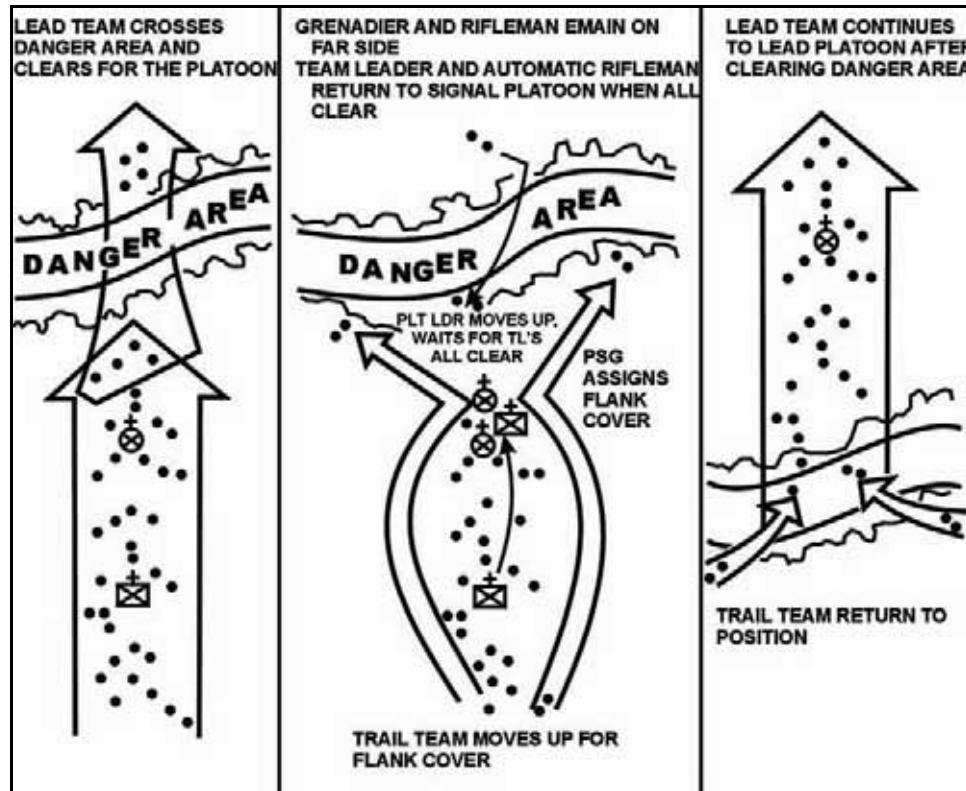 LEAD TEAM CROSSES
DANGER AREA AND
CLEARS FOR THE PLATOON
DANGER AREA
GRENADIER AND RIFLEMAN EMAIN ON
FAR SIDE
TEAM LEADER AND AUTOMATIC RIFLEMAN
RETURN TO SIGNAL PLATOON WHEN ALL
CLEAR
DANGER AREA
PLT LDR MOVES UP,
WAITS FOR TL'S
ALL CLEAR
PSG
ASSIGNS
FLANK
COVER
TRAIL TEAM MOVES UP FOR
FLANK COVER
LEAD TEAM CONTINUES
TO LEAD PLATOON AFTER
CLEARING DANGER AREA
TRAIL TEAM RETURN TO
POSITION